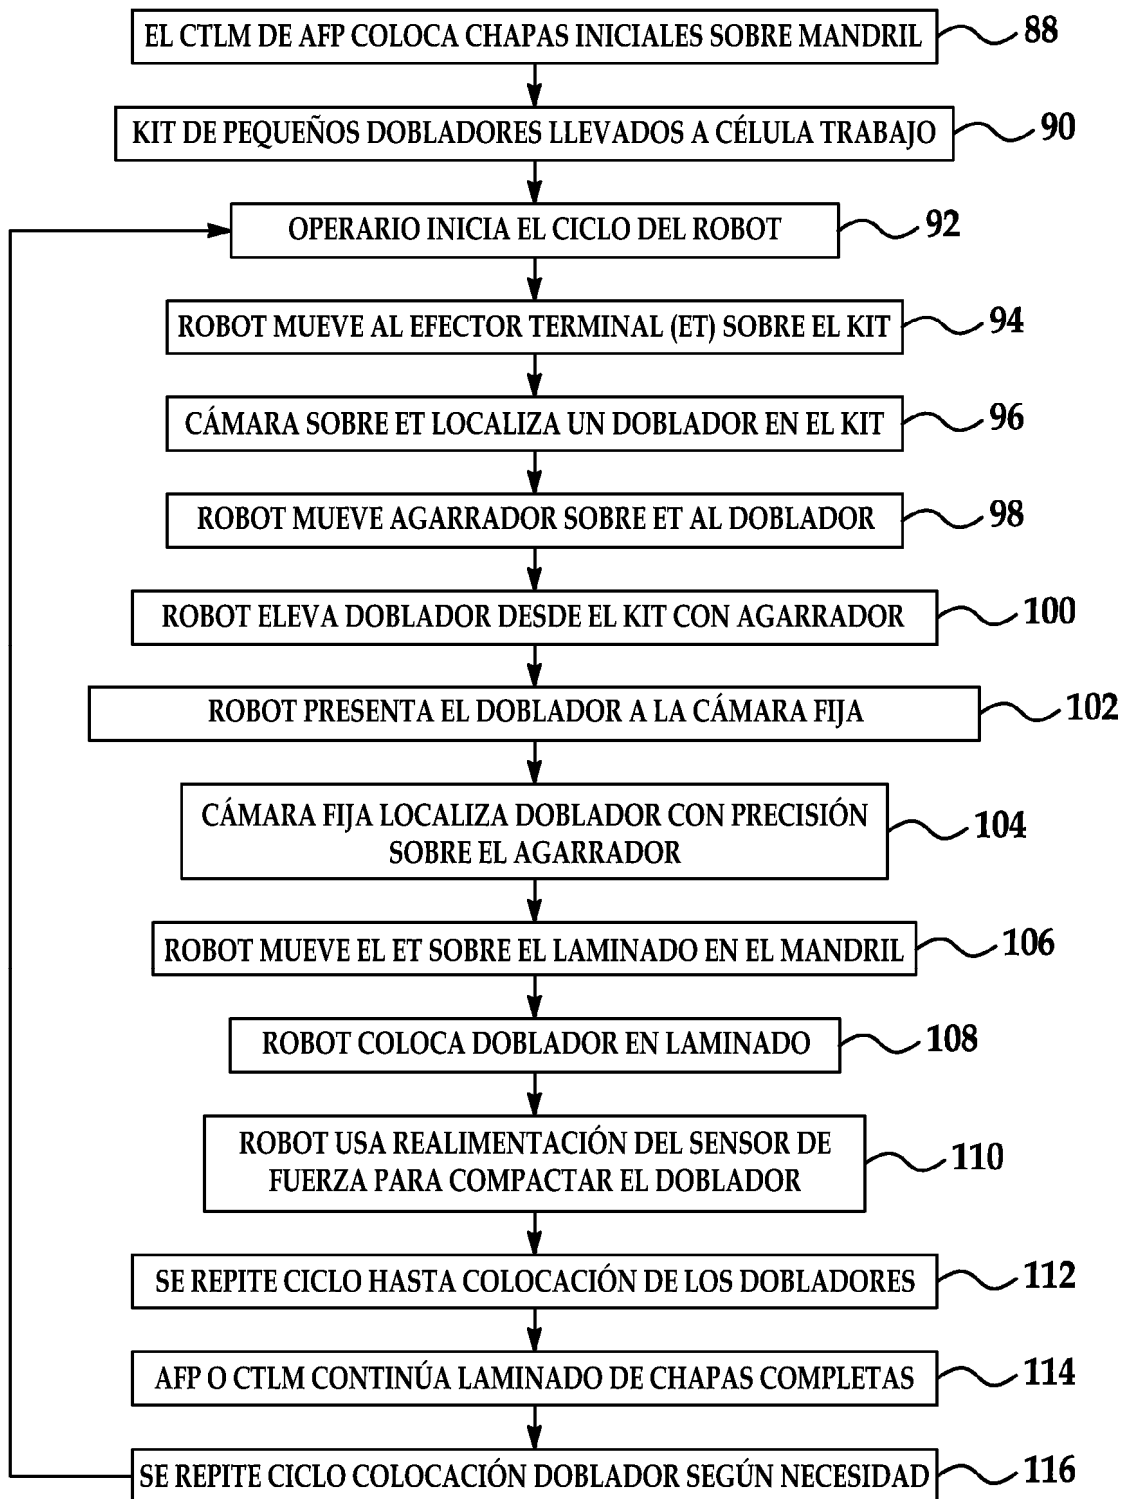 EL CTLM DE AFP COLOCA CHAPAS INICIALES SOBRE MANDRIL
88
KIT DE PEQUEÑOS DOBLADORES LLEVADOS A CÉLULA TRABAJO
90
OPERARIO INICIA EL CICLO DEL ROBOT
92
ROBOT MUEVE AL EFECTOR TERMINAL (ET) SOBRE EL KIT
94
CÁMARA SOBRE ET LOCALIZA UN DOBLADOR EN EL KIT
96
ROBOT MUEVE AGARRADOR SOBRE ET AL DOBLADOR
98
ROBOT ELEVA DOBLADOR DESDE EL KIT CON AGARRADOR
100
ROBOT PRESENTA EL DOBLADOR A LA CÁMARA FIJA
102
CÁMARA FIJA LOCALIZA DOBLADOR CON PRECISIÓN
SOBRE EL AGARRADOR
104
ROBOT MUEVE EL ET SOBRE EL LAMINADO EN EL MANDRIL
106
ROBOT COLOCA DOBLADOR EN LAMINADO
108
ROBOT USA REALIMENTACIÓN DEL SENSOR DE
FUERZA PARA COMPACTAR EL DOBLADOR
110
SE REPITE CICLO HASTA COLOCACIÓN DE LOS DOBLADORES
112
AFP O CTLM CONTINÚA LAMINADO DE CHAPAS COMPLETAS
114
SE REPITE CICLO COLOCACIÓN DOBLADOR SEGÚN NECESIDAD
116